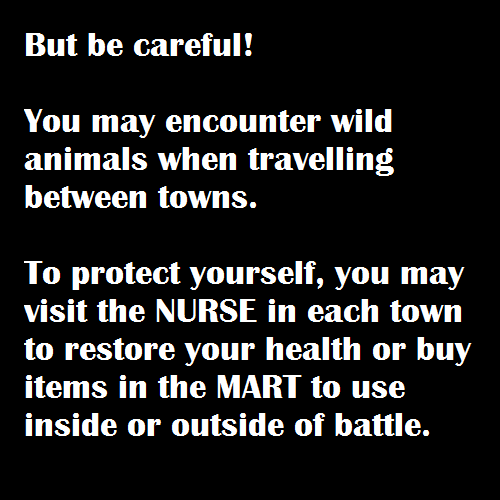 But be careful!
You may encounter wild
animals when travelling
between towns.
To protect yourself, you may
visit the NURSE in each town
to restore your health or buy
items in the MART to use
inside or outside of battle.